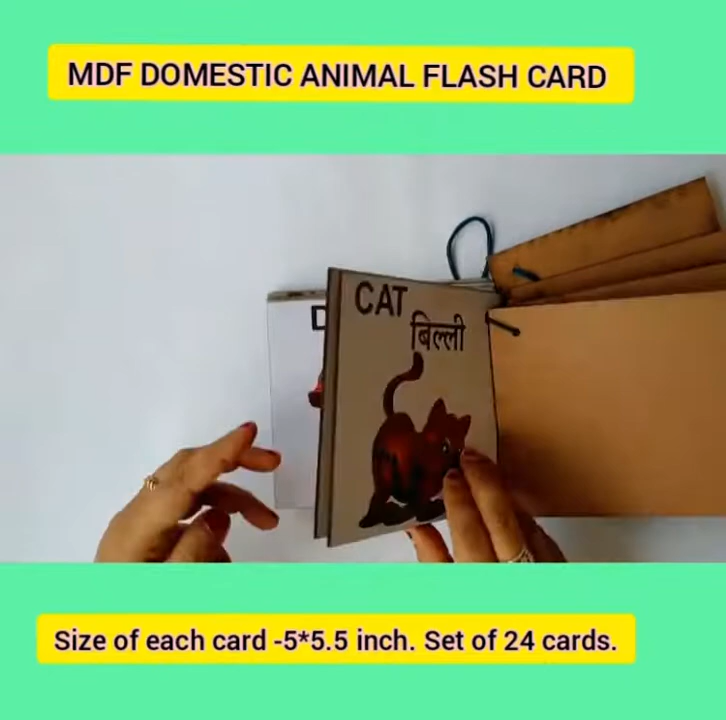 MDF DOMESTIC ANIMAL FLASH CARD
CAT
बिल्ली
Size of each card -5*5.5 inch. Set of 24 cards.